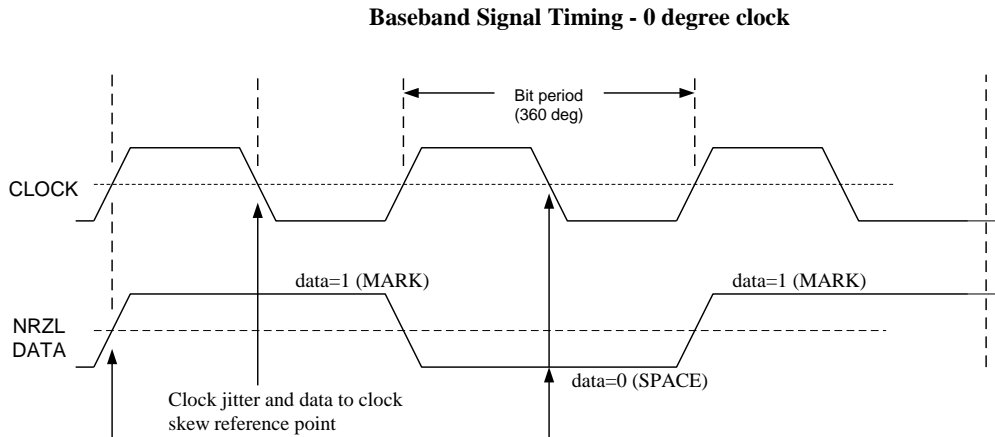 Baseband Signal Timing - 0 degree clock
Bit period
(360 deg)
CLOCK
data=1 (MARK)
data=1 (MARK)
NRZL
DATA
data=0 (SPACE)
Clock jitter and data to clock
skew reference point